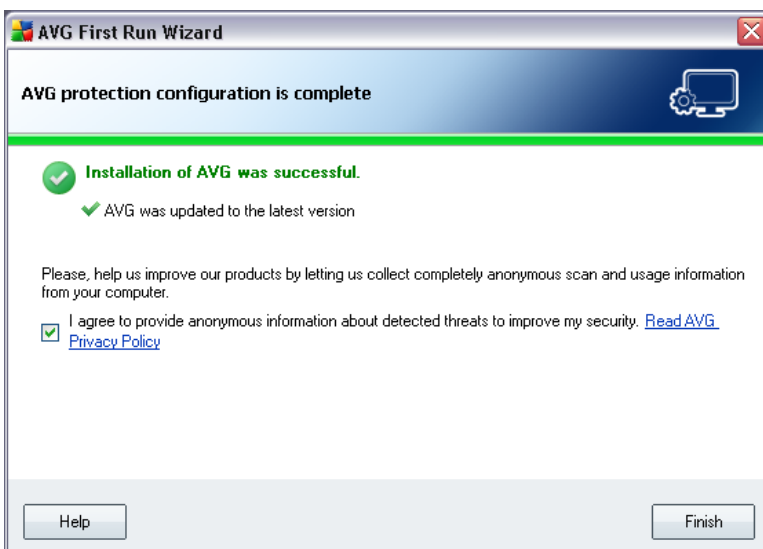 AVG First Run Wizard
AVG protection configuration is complete
Installation of AVG was successful.
AVG was updated to the latest version
Please, help us improve our products by letting us collect completely anonymous scan and usage information
from your computer.
I agree to provide anonymous information about detected threats to improve my security. Read AVG
Privacy Policy
Help
Finish